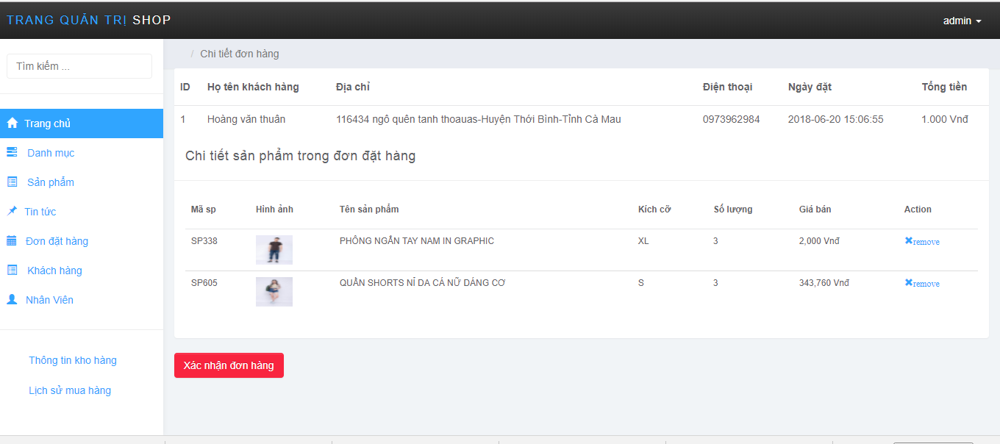 TRANG QUẢN TRỊ SHOP
admin
Tìm kiếm ...
/ Chi tiết đơn hàng
ID Họ tên khách hàng Địa chỉ Điện thoại Ngày đặt Tổng tiền
1 Hoàng văn thuân 116434 ngô quên tanh thoauas-Huyện Thới Bình-Tỉnh Cà Mau 0973962984 2018-06-20 15:06:55 1.000 Vnđ
Trang chủ
Danh mục
Sản phẩm
Tin tức
Đơn đặt hàng
Khách hàng
Nhân Viên
Thông tin kho hàng
Lịch sử mua hàng
Chi tiết sản phẩm trong đơn đặt hàng
Mã sp Hình ảnh Tên sản phẩm Kích cỡ Số lượng Giá bán Action
SP338 PHÔNG NGẮN TAY NAM IN GRAPHIC XL 3 2,000 Vnđ remove
SP605 QUẦN SHORTS NỈ DA CÁ NỮ DÁNG CƠ S 3 343,760 Vnđ remove
Xác nhận đơn hàng